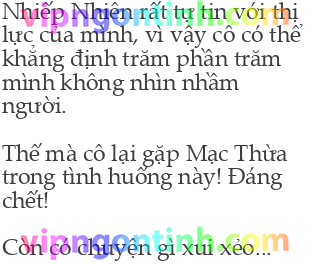 Nhiếp Nhiên rất tự tin với thị
lực của mình, vì vậy cô có thể
khẳng định trăm phần trăm
mình không nhìn nhầm
người.
Thế mà cô lại gặp Mạc Thừa
trong tình huống này! Đáng
chết!
vipngontinh.com
Còn có chuyện gì xui xẻo...